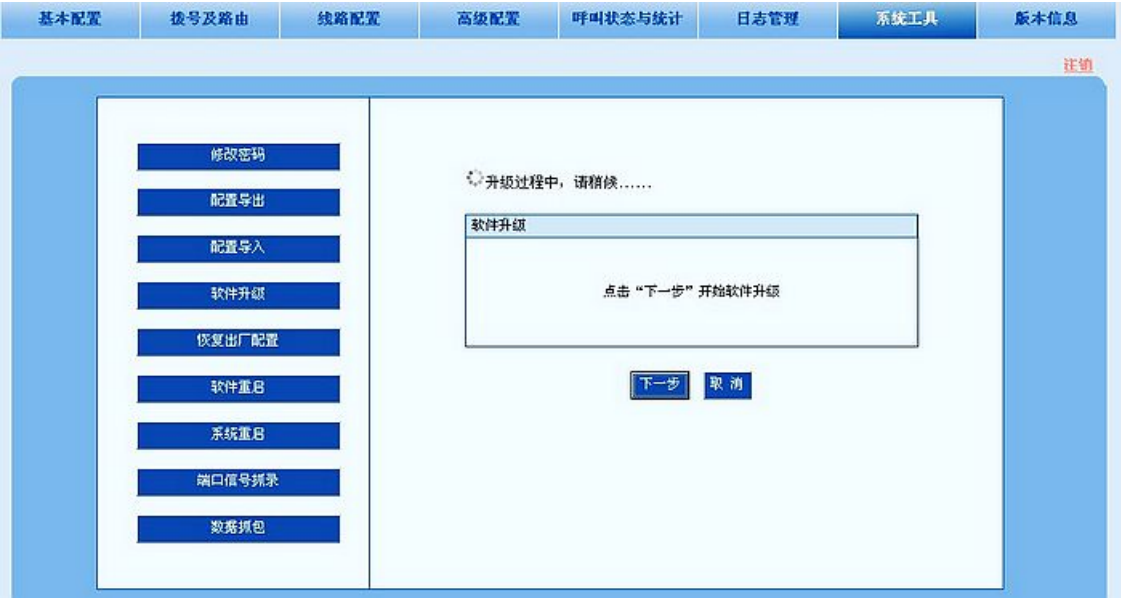 基本配置 拨号及路由 线路配置 高级配置 呼叫状态与统计 日志管理 系统工具 版本信息
注销
修改密码
配置导出
配置导入
软件升级
恢复出厂配置
软件重启
系统重启
端口信号抓录
数据抓包
升级过程中，请稍候......
软件升级
点击“下一步”开始软件升级
下一步 取 消